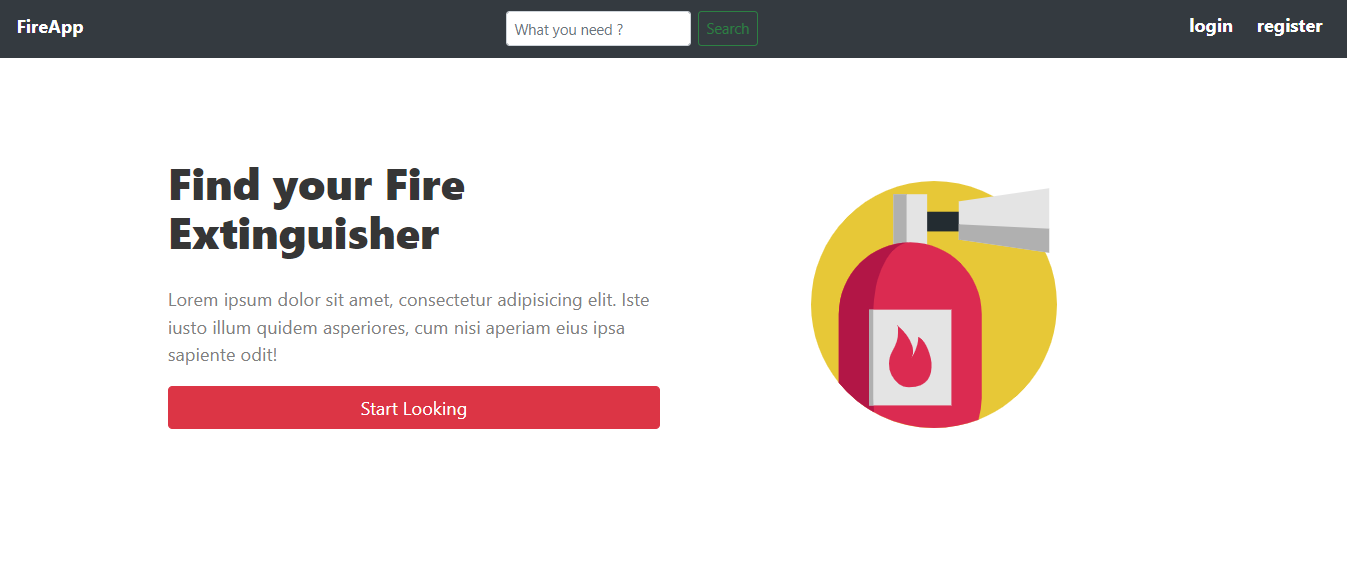 FireApp
What you need ?
Search
login
register
Find your Fire
Extinguisher
Lorem ipsum dolor sit amet, consectetur adipisicing elit. Iste
iusto illum quidem asperiores, cum nisi aperiam eius ipsa
sapiente odit!
Start Looking